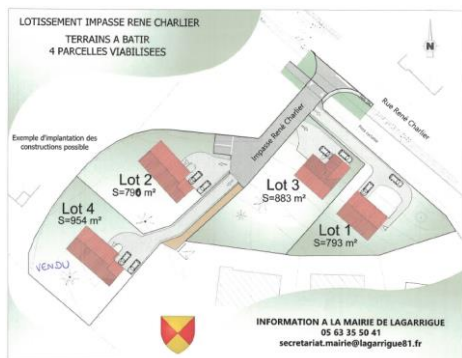 LOTISSEMENT IMPASSE RENE CHARLIER
TERRAINS A BATIR
4 PARCELLES VIABILISEES
N
Rue René Charlier
Impasse René Charlier
Exemple d'implantation des
constructions possible
Lot 2
S=790 m²
Lot 3
S=883 m²
Lot 4
S=954 m²
Lot 1
S=793 m²
VENDU
INFORMATION A LA MAIRIE DE LAGARRIGUE
05 63 35 50 41
secretariat.mairie@lagarrigue81.fr